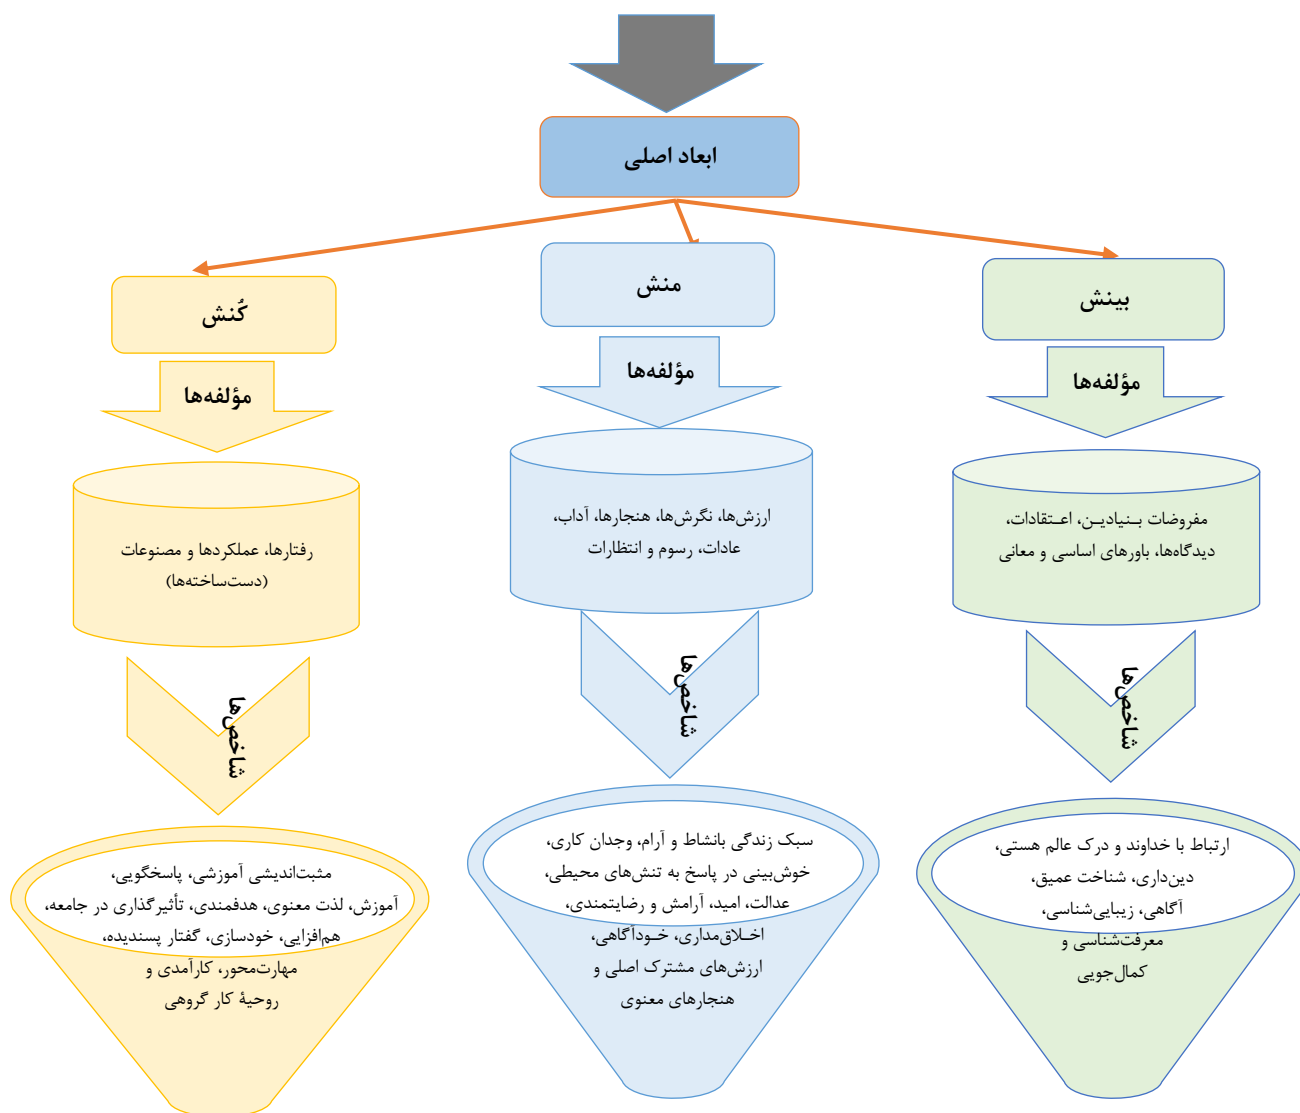 ابعاد اصلی
بینش
مؤلفه‌ها
مفروضات بـنیادیـن، اعـتقادات،
دیدگاه‌ها، باورهای اساسی و معانی
شاخص‌ها
ارتباط با خداوند و درک عالم هستی،
دین‌داری، شناخت عمیق،
آگاهی، زیبایی‌شناسی،
معرفت‌شناسی و
کمال‌جویی
منش
مؤلفه‌ها
ارزش‌ها، نگرش‌ها، هنجارها، آداب،
عادات، رسوم و انتظارات
شاخص‌ها
سبک زندگی بانشاط و آرام، وجدان کاری،
خوش‌بینی در پاسخ به تنش‌های محیطی،
عدالت، امید، آرامش و رضایتمندی،
اخـلاق‌مداری، خـودآگاهی،
ارزش‌های مشترک اصلی و
هنجارهای معنوی
کُنش
مؤلفه‌ها
رفتارها، عملکردها و مصنوعات
(دست‌ساخته‌ها)
شاخص‌ها
مثبت‌اندیشی آموزشی، پاسخگویی،
آموزش، لذت معنوی، هدفمندی، تأثیرگذاری در جامعه،
هم‌افزایی، خودسازی، گفتار پسندیده،
مهارت‌محور، کارآمدی و
روحیۀ کار گروهی